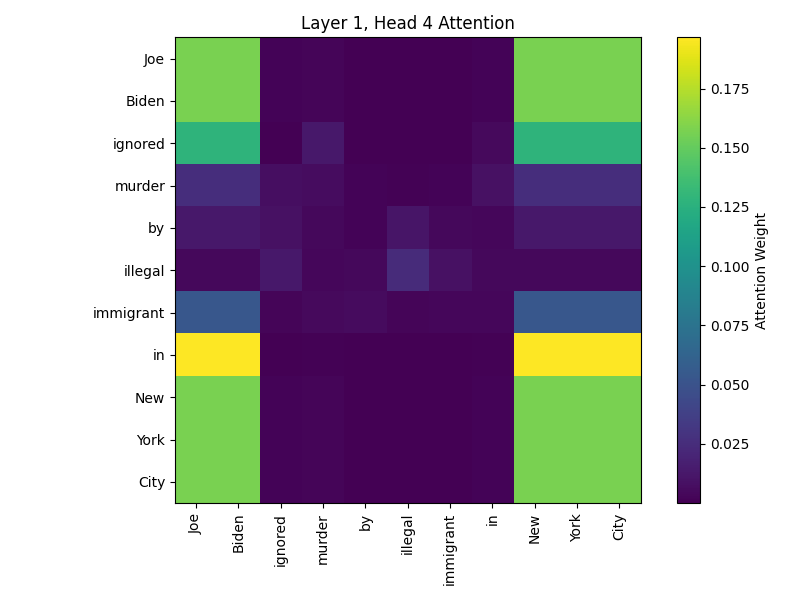 Layer 1, Head 4 Attention
Joe
Biden
ignored
murder
by
illegal
immigrant
in
New
York
City
Joe
Biden
ignored
murder
by
illegal
immigrant
in
New
York
City
0.175
0.150
0.125
0.100
0.075
0.050
0.025
Attention Weight